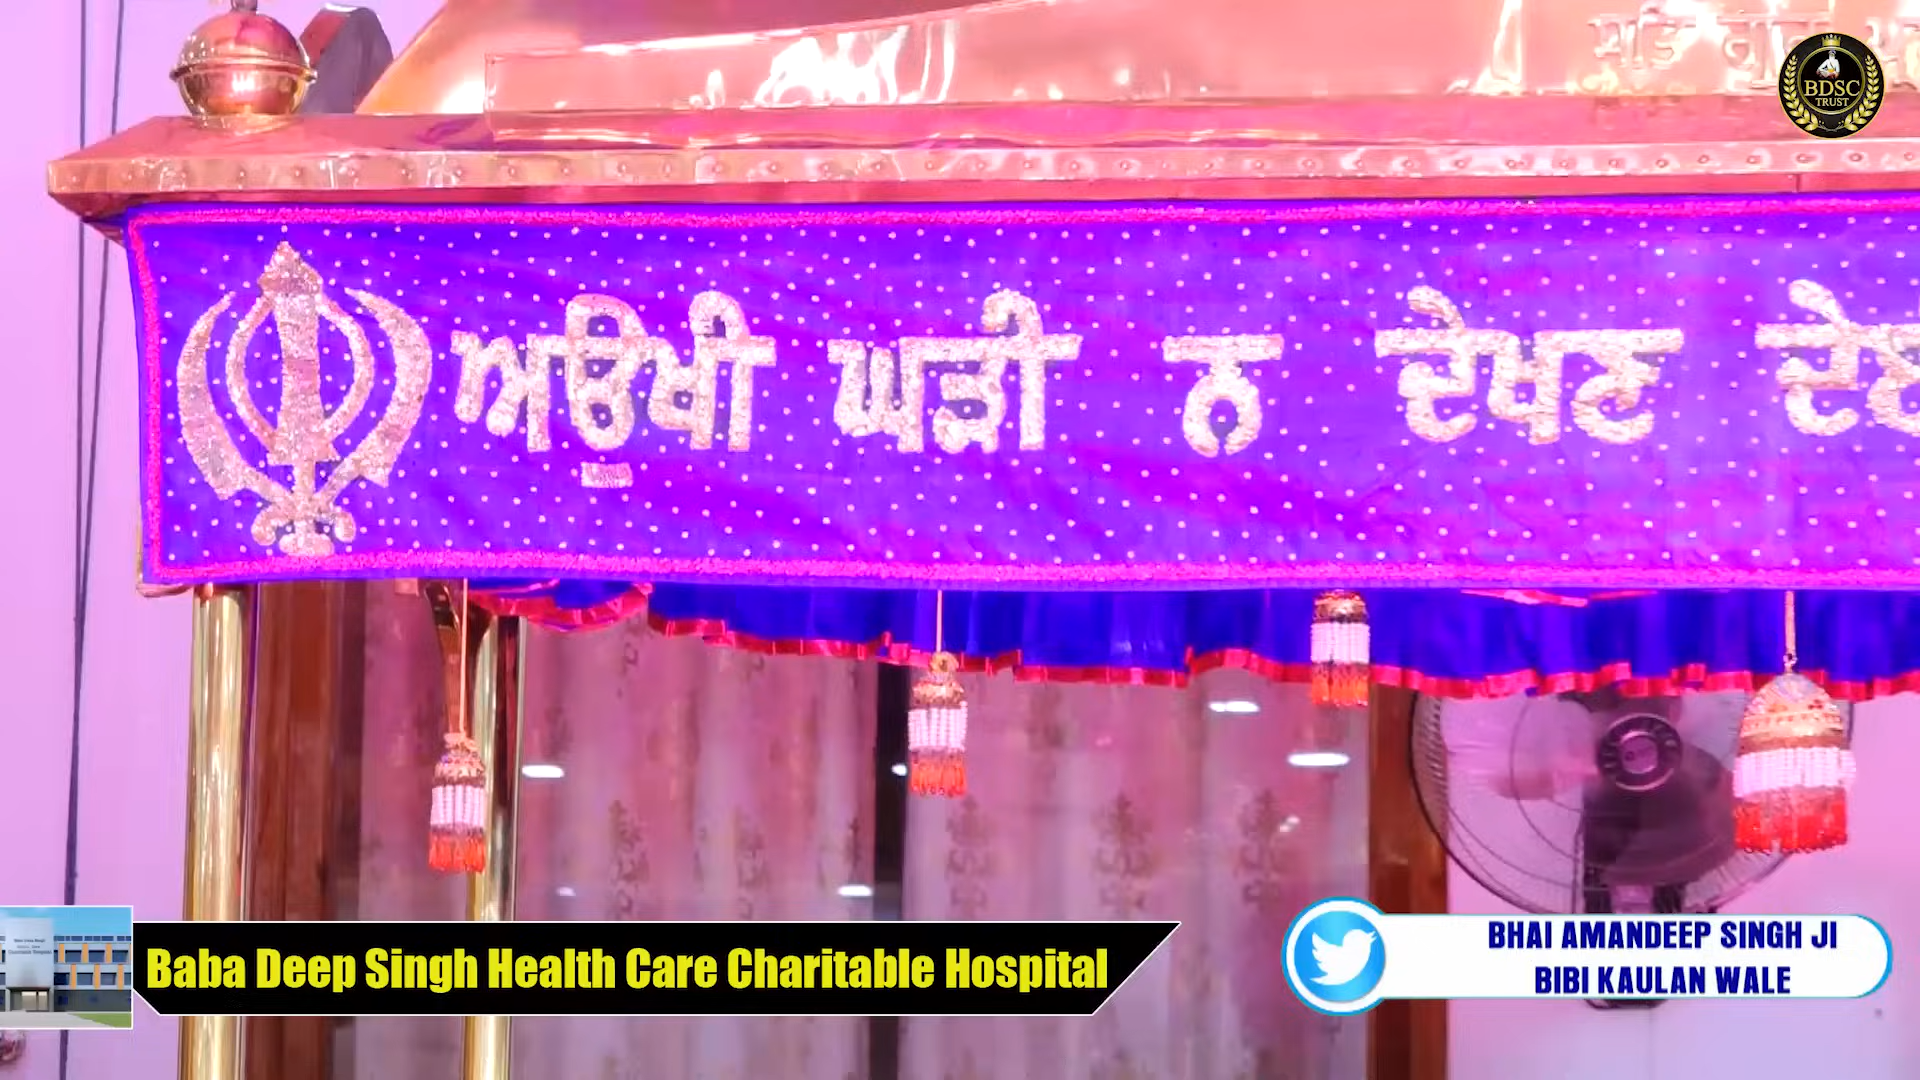 BDSC
TRUST
ਅਉਖੀ ਘੜੀ ਨ ਦੇਖਣ
Baba Deep Singh Health Care Charitable Hospital
BHAI AMANDEEP SINGH JI
BIBI KAULAN WALE